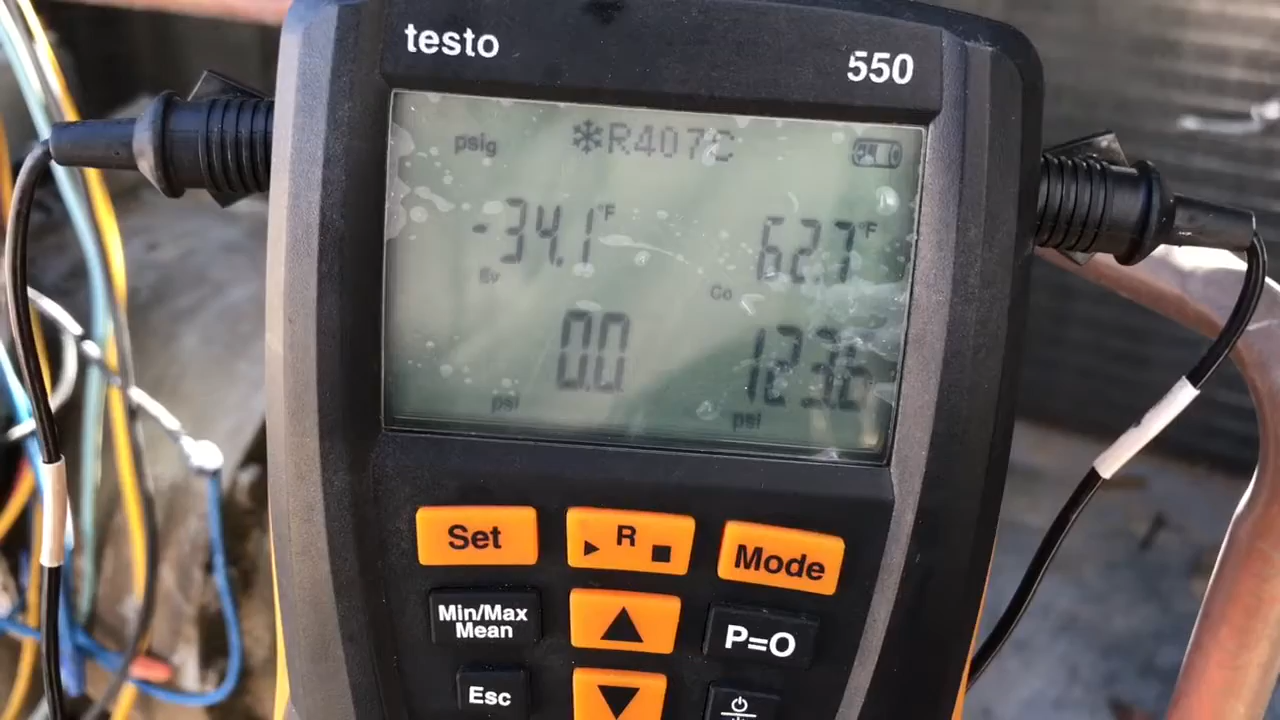 testo
550
psig ❄R407C
-34.1°F 62.7°F
Ev Co
0.0 123.6
psi psi
Set R Mode
Min/Max
Mean
P=O
Esc